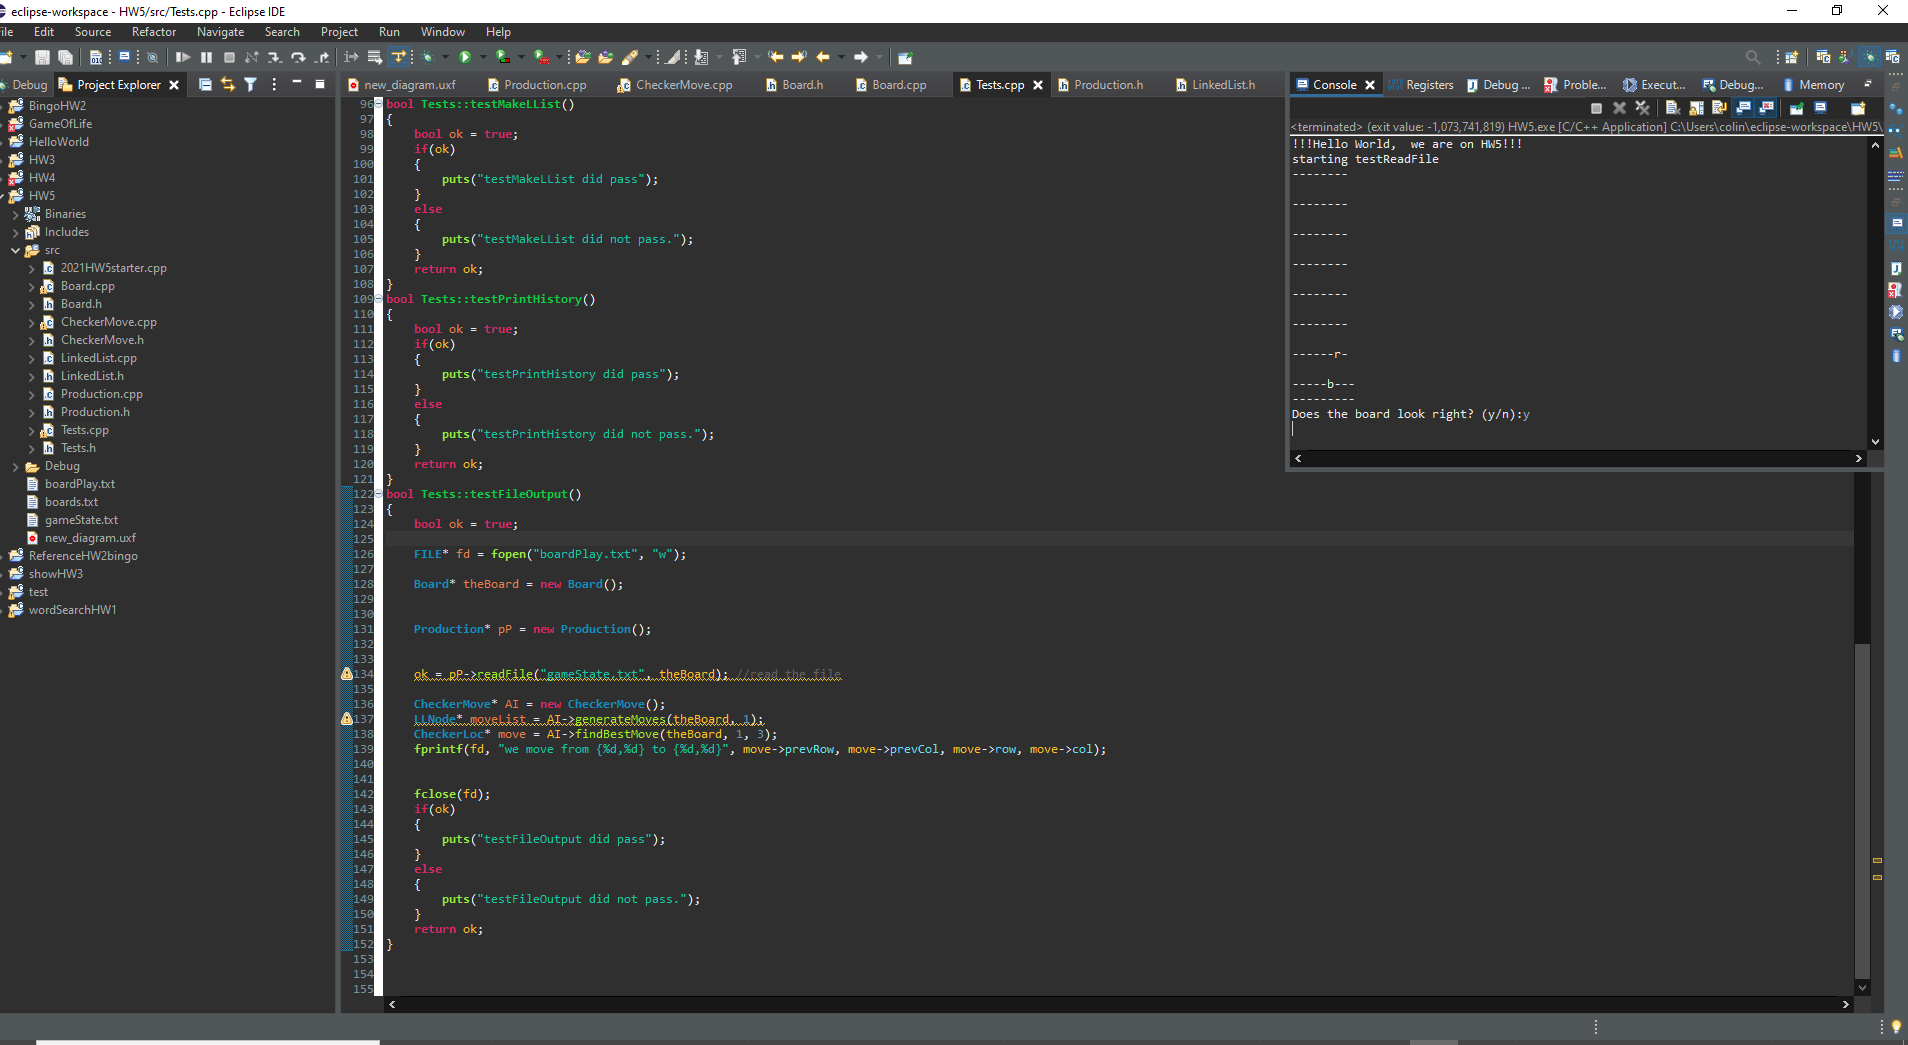 eclipse-workspace - HW5/src/Tests.cpp - Eclipse IDE
ile Edit Source Refactor Navigate Search Project Run Window Help
Debug Project Explorer
new_diagram.uxf Production.cpp CheckerMove.cpp Board.h Board.cpp Tests.cpp Production.h LinkedList.h
Console Registers Debug ... Proble... Execut... Debug... Memory
BingoHW2
GameOfLife
HelloWorld
HW3
HW4
HW5
Binaries
Includes
src
2021HW5starter.cpp
Board.cpp
Board.h
CheckerMove.cpp
CheckerMove.h
LinkedList.cpp
LinkedList.h
Production.cpp
Production.h
Tests.cpp
Tests.h
Debug
boardPlay.txt
boards.txt
gameState.txt
new_diagram.uxf
ReferenceHW2bingo
showHW3
test
wordSearchHW1
96 bool Tests::testMakeLList()
97 {
98 bool ok = true;
99 if(ok)
100 {
101 puts("testMakeLList did pass");
102 }
103 else
104 {
105 puts("testMakeLList did not pass.");
106 }
107 return ok;
108 }
109 bool Tests::testPrintHistory()
110 {
111 bool ok = true;
112 if(ok)
113 {
114 puts("testPrintHistory did pass");
115 }
116 else
117 {
118 puts("testPrintHistory did not pass.");
119 }
120 return ok;
121 }
122 bool Tests::testFileOutput()
123 {
124 bool ok = true;
125
126 FILE* fd = fopen("boardPlay.txt", "w");
127
128 Board* theBoard = new Board();
129
130
131 Production* pP = new Production();
132
133
134 ok = pP->readFile("gameState.txt", theBoard); //read the file
135
136 CheckerMove* AI = new CheckerMove();
137 LLNode* moveList = AI->generateMoves(theBoard, 1);
138 CheckerLoc* move = AI->findBestMove(theBoard, 1, 3);
139 fprintf(fd, "we move from {%d,%d} to {%d,%d}", move->prevRow, move->prevCol, move->row, move->col);
140
141
142 fclose(fd);
143 if(ok)
144 {
145 puts("testFileOutput did pass");
146 }
147 else
148 {
149 puts("testFileOutput did not pass.");
150 }
151 return ok;
152 }
153
154
155
<terminated> (exit value: -1,073,741,819) HW5.exe [C/C++ Application] C:\Users\colin\eclipse-workspace\HW5\
!!!Hello World,  we are on HW5!!!
starting testReadFile
--------
--------
--------
--------
--------
--------
------r-
-----b---
---------
Does the board look right? (y/n):y